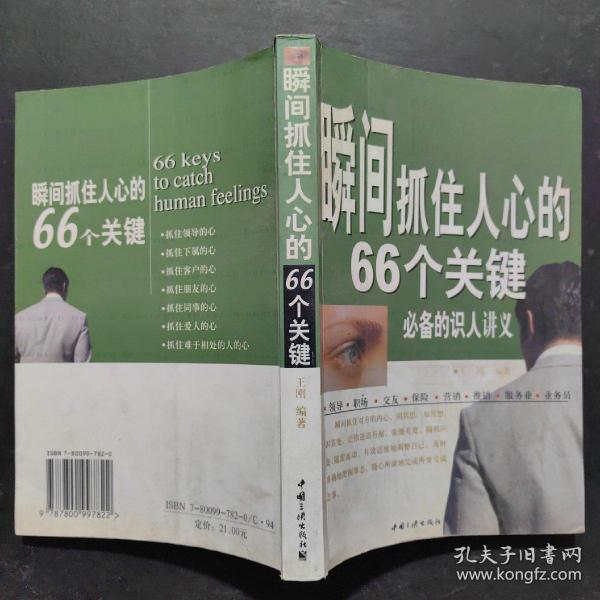 瞬间抓住人心的
66个关键
66 keys
to catch
human feelings
•抓住领导的心
•抓住下属的心
•抓住客户的心
•抓住朋友的心
•抓住同事的心
•抓住爱人的心
•抓住难于相处的人的心
ISBN 7-80099-782-0
9 787800 997822 >
ISBN 7-80099-782-0/C·94
定价：21.00元
瞬间抓住人心的
66个关键
王刚 编著
中国三峡出版社
瞬间抓住人心的
66个关键
必备的识人讲义
•领导•职场•交友•保险•营销•推销•服务业•业务员
中国三峡出版社
孔夫子旧书网
www.kongfz.com